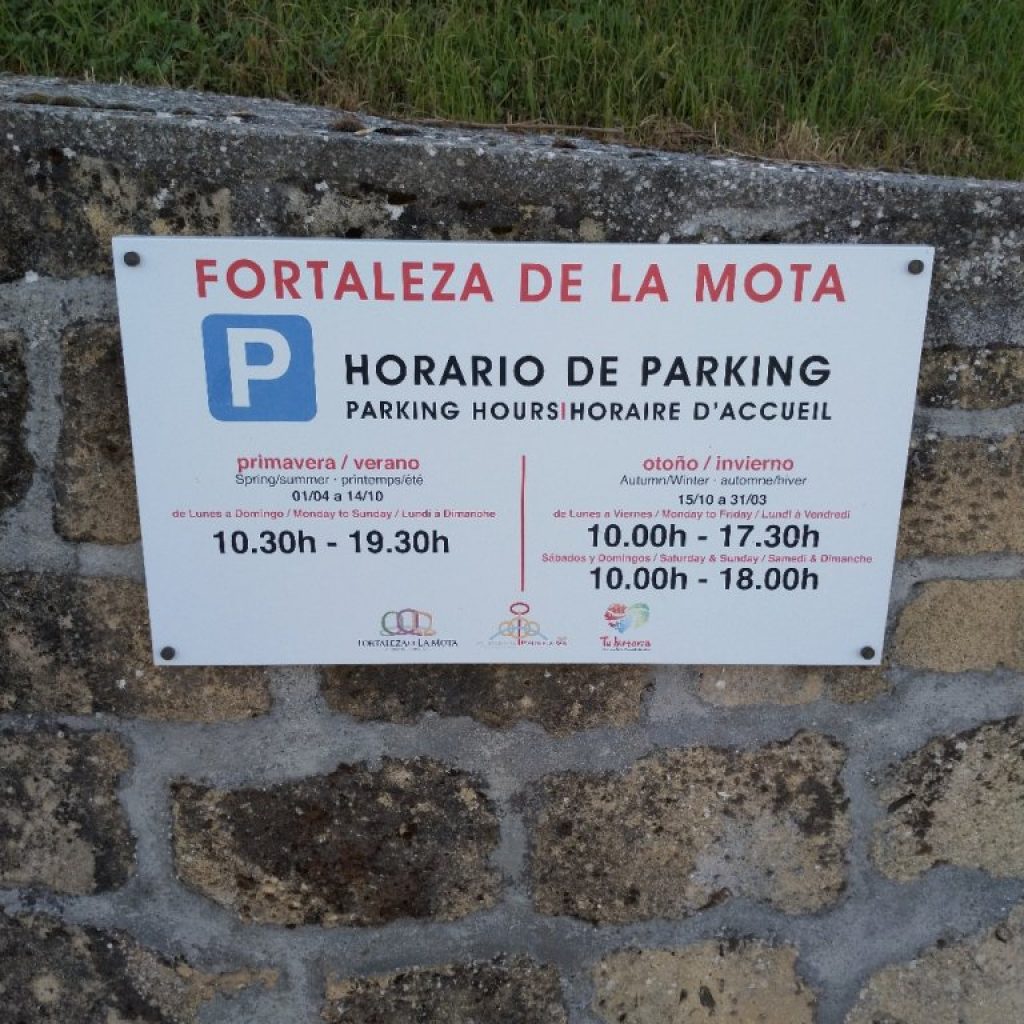 FORTALEZA DE LA MOTA
P
HORARIO DE PARKING
PARKING HOURS|HORAIRE D'ACCUEIL
primavera / verano
Spring/summer · printemps/été
01/04 a 14/10
de Lunes a Domingo / Monday to Sunday / Lundi à Dimanche
10.30h - 19.30h
otoño / invierno
Autumn/Winter · automne/hiver
15/10 a 31/03
de Lunes a Viernes / Monday to Friday / Lundi à Vendredi
10.00h - 17.30h
Sábados y Domingos / Saturday & Sunday / Samedi & Dimanche
10.00h - 18.00h
FORTALEZA DE LA MOTA
Tu historia